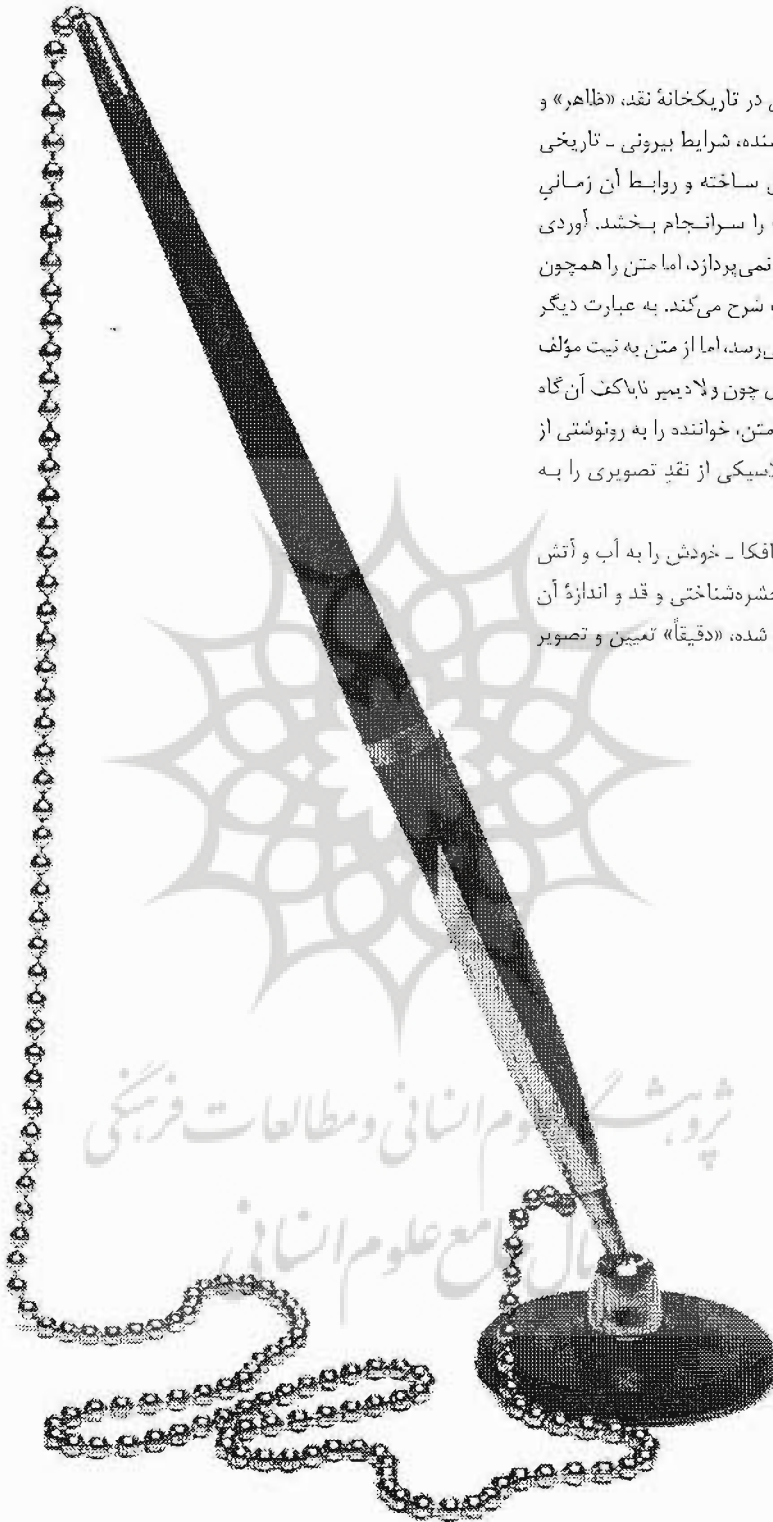 ی در تاریکخانهٔ نقد، «ظاهر» و
سنده، شرایط بیرونی ـ تاریخی
ساخته و روابط آن زمانی
را سرانجام بخشد. آوردی
نمی‌پردازد، اما متن را همچون
شرح می‌کند. به عبارت دیگر
ی‌رسد، اما از متن به نیت مؤلف
چون ولادیمیر ناباکف آن‌گاه
متن، خواننده را به رونوشتی از
لاسیکی از نقدِ تصویری را به
افکا ـ خودش را به آب و آتش
حشره‌شناختی و قد و اندازهٔ آن
شده، «دقیقاً» تعیین و تصویر
پژوهشگاه علوم انسانی و مطالعات فرهنگی
پرتال جامع علوم انسانی